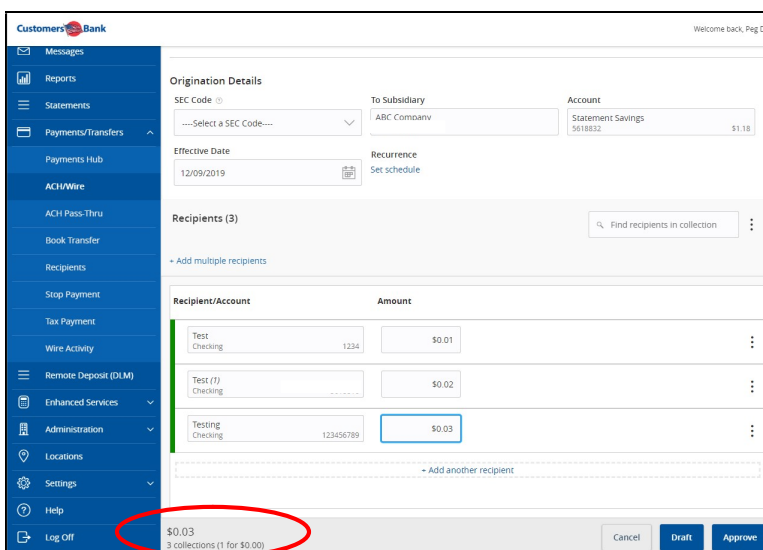 Customers Bank
Welcome back, Peg D
Messages
Reports
Statements
Payments/Transfers
Payments Hub
ACH/Wire
ACH Pass-Thru
Book Transfer
Recipients
Stop Payment
Tax Payment
Wire Activity
Remote Deposit (DLM)
Enhanced Services
Administration
Locations
Settings
Help
Log Off
Origination Details
SEC Code
To Subsidiary
Account
----Select a SEC Code----
ABC Company
Statement Savings
5618832
$1.18
Effective Date
Recurrence
12/09/2019
Set schedule
Recipients (3)
Find recipients in collection
+ Add multiple recipients
Recipient/Account
Amount
Test
Checking
1234
$0.01
Test (1)
Checking
$0.02
Testing
Checking
123456789
$0.03
+ Add another recipient
$0.03
3 collections (1 for $0.00)
Cancel
Draft
Approve